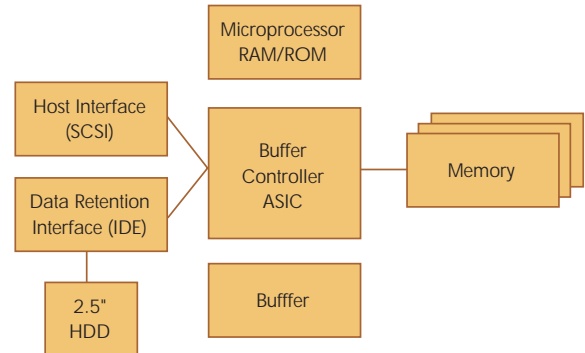 Microprocessor
RAM/ROM
Host Interface
(SCSI)
Buffer
Controller
ASIC
Memory
Data Retention
Interface (IDE)
2.5"
HDD
Bufffer